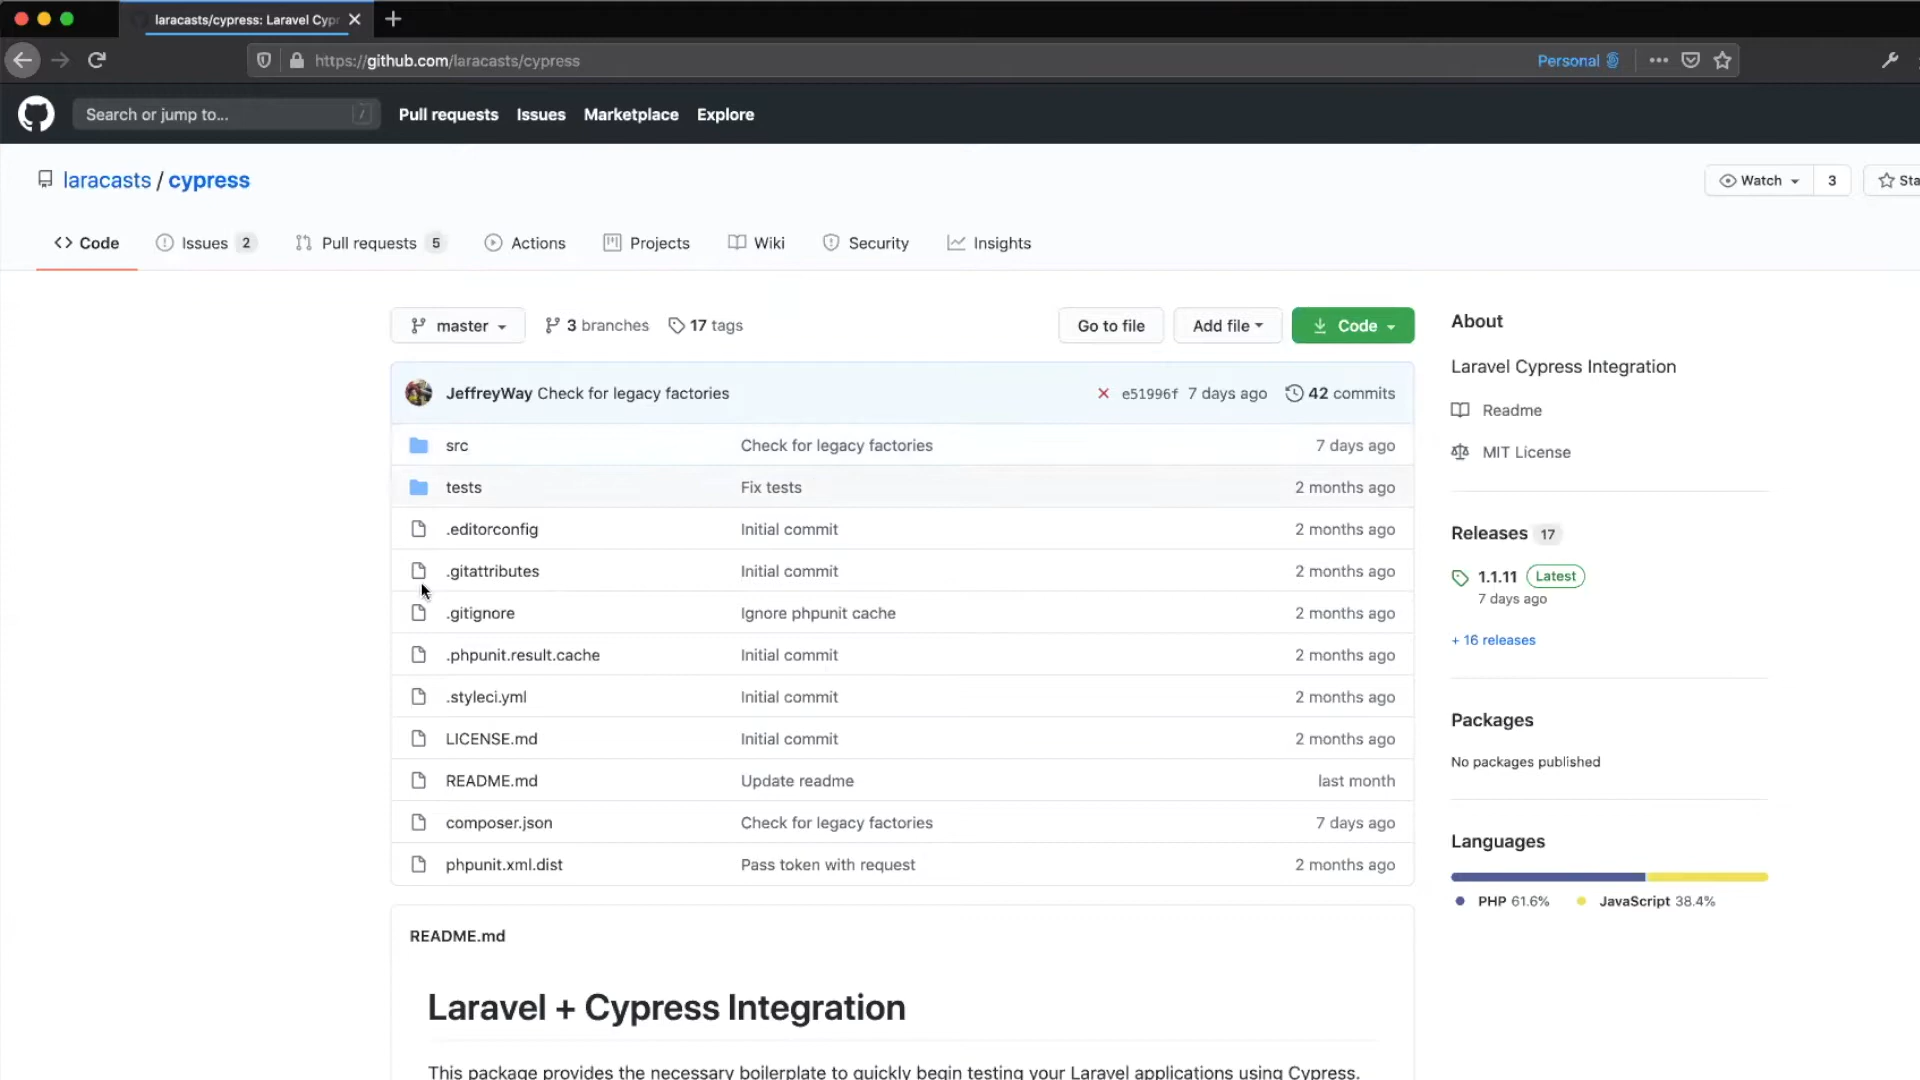 laracasts/cypress: Laravel Cypr
https://github.com/laracasts/cypress
Personal
Search or jump to...
/
Pull requests
Issues
Marketplace
Explore
laracasts / cypress
Watch
3
Sta
Code
Issues 2
Pull requests 5
Actions
Projects
Wiki
Security
Insights
master
3 branches
17 tags
Go to file
Add file
Code
About
Laravel Cypress Integration
Readme
MIT License
JeffreyWay Check for legacy factories e51996f 7 days ago 42 commits
src Check for legacy factories 7 days ago
tests Fix tests 2 months ago
.editorconfig Initial commit 2 months ago
.gitattributes Initial commit 2 months ago
.gitignore Ignore phpunit cache 2 months ago
.phpunit.result.cache Initial commit 2 months ago
.styleci.yml Initial commit 2 months ago
LICENSE.md Initial commit 2 months ago
README.md Update readme last month
composer.json Check for legacy factories 7 days ago
phpunit.xml.dist Pass token with request 2 months ago
Releases 17
1.1.11 Latest
7 days ago
+ 16 releases
Packages
No packages published
Languages
PHP 61.6% JavaScript 38.4%
README.md
Laravel + Cypress Integration
This package provides the necessary boilerplate to quickly begin testing your Laravel applications using Cypress.